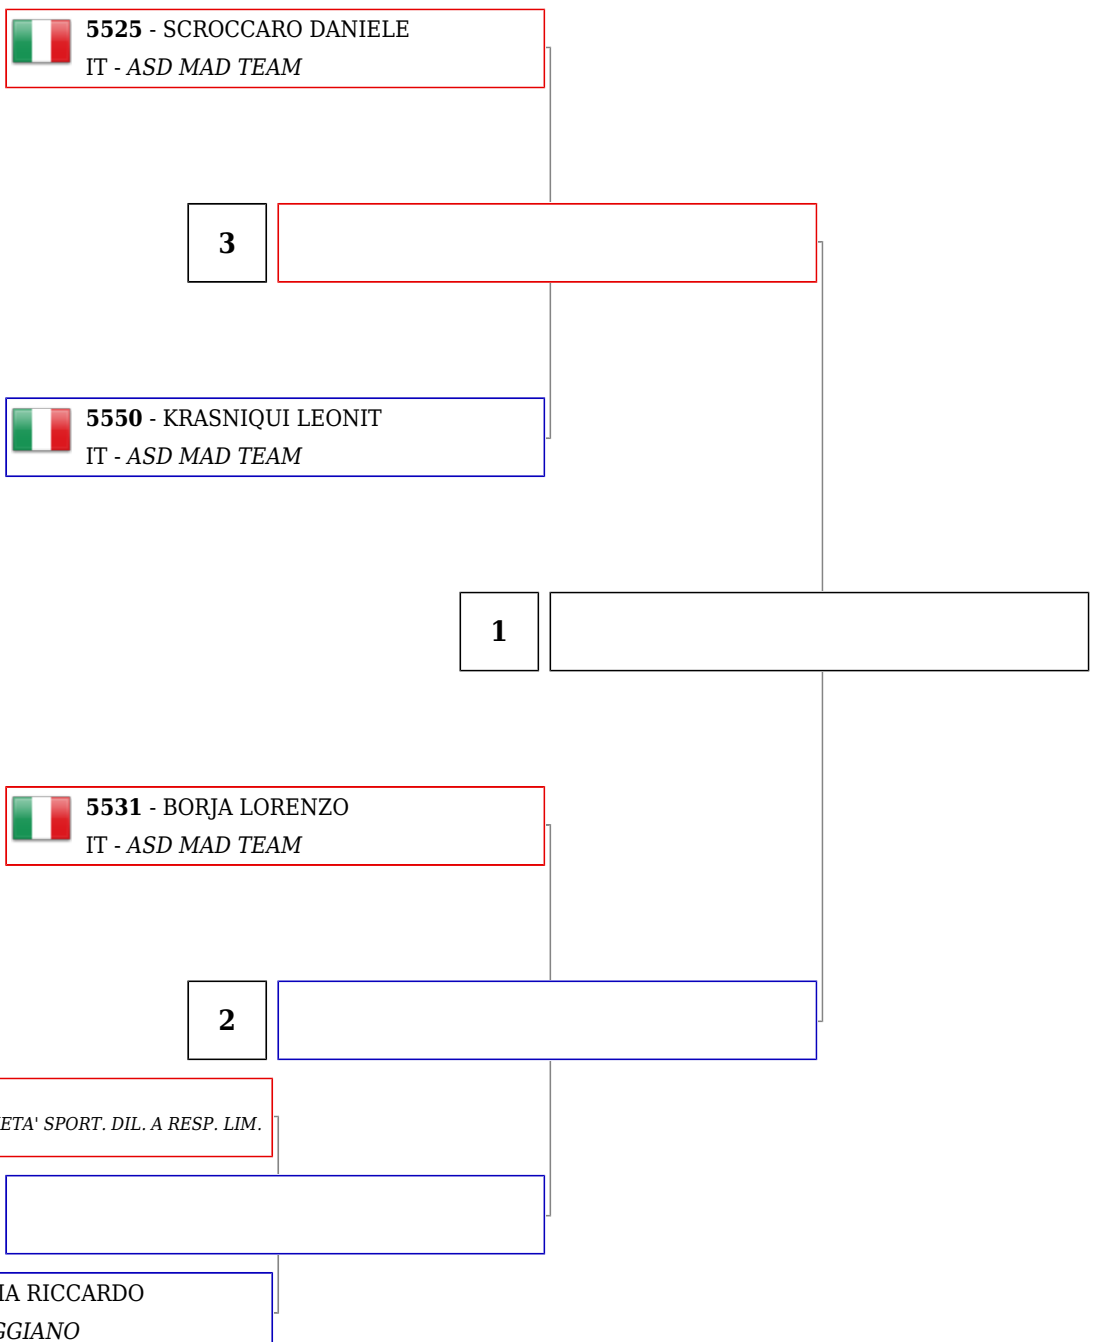 5525 - SCROCCARO DANIELE
IT - ASD MAD TEAM
3
5550 - KRASNIQUI LEONIT
IT - ASD MAD TEAM
1
5531 - BORJA LORENZO
IT - ASD MAD TEAM
2
ETA' SPORT. DIL. A RESP. LIM.
RICCARDO